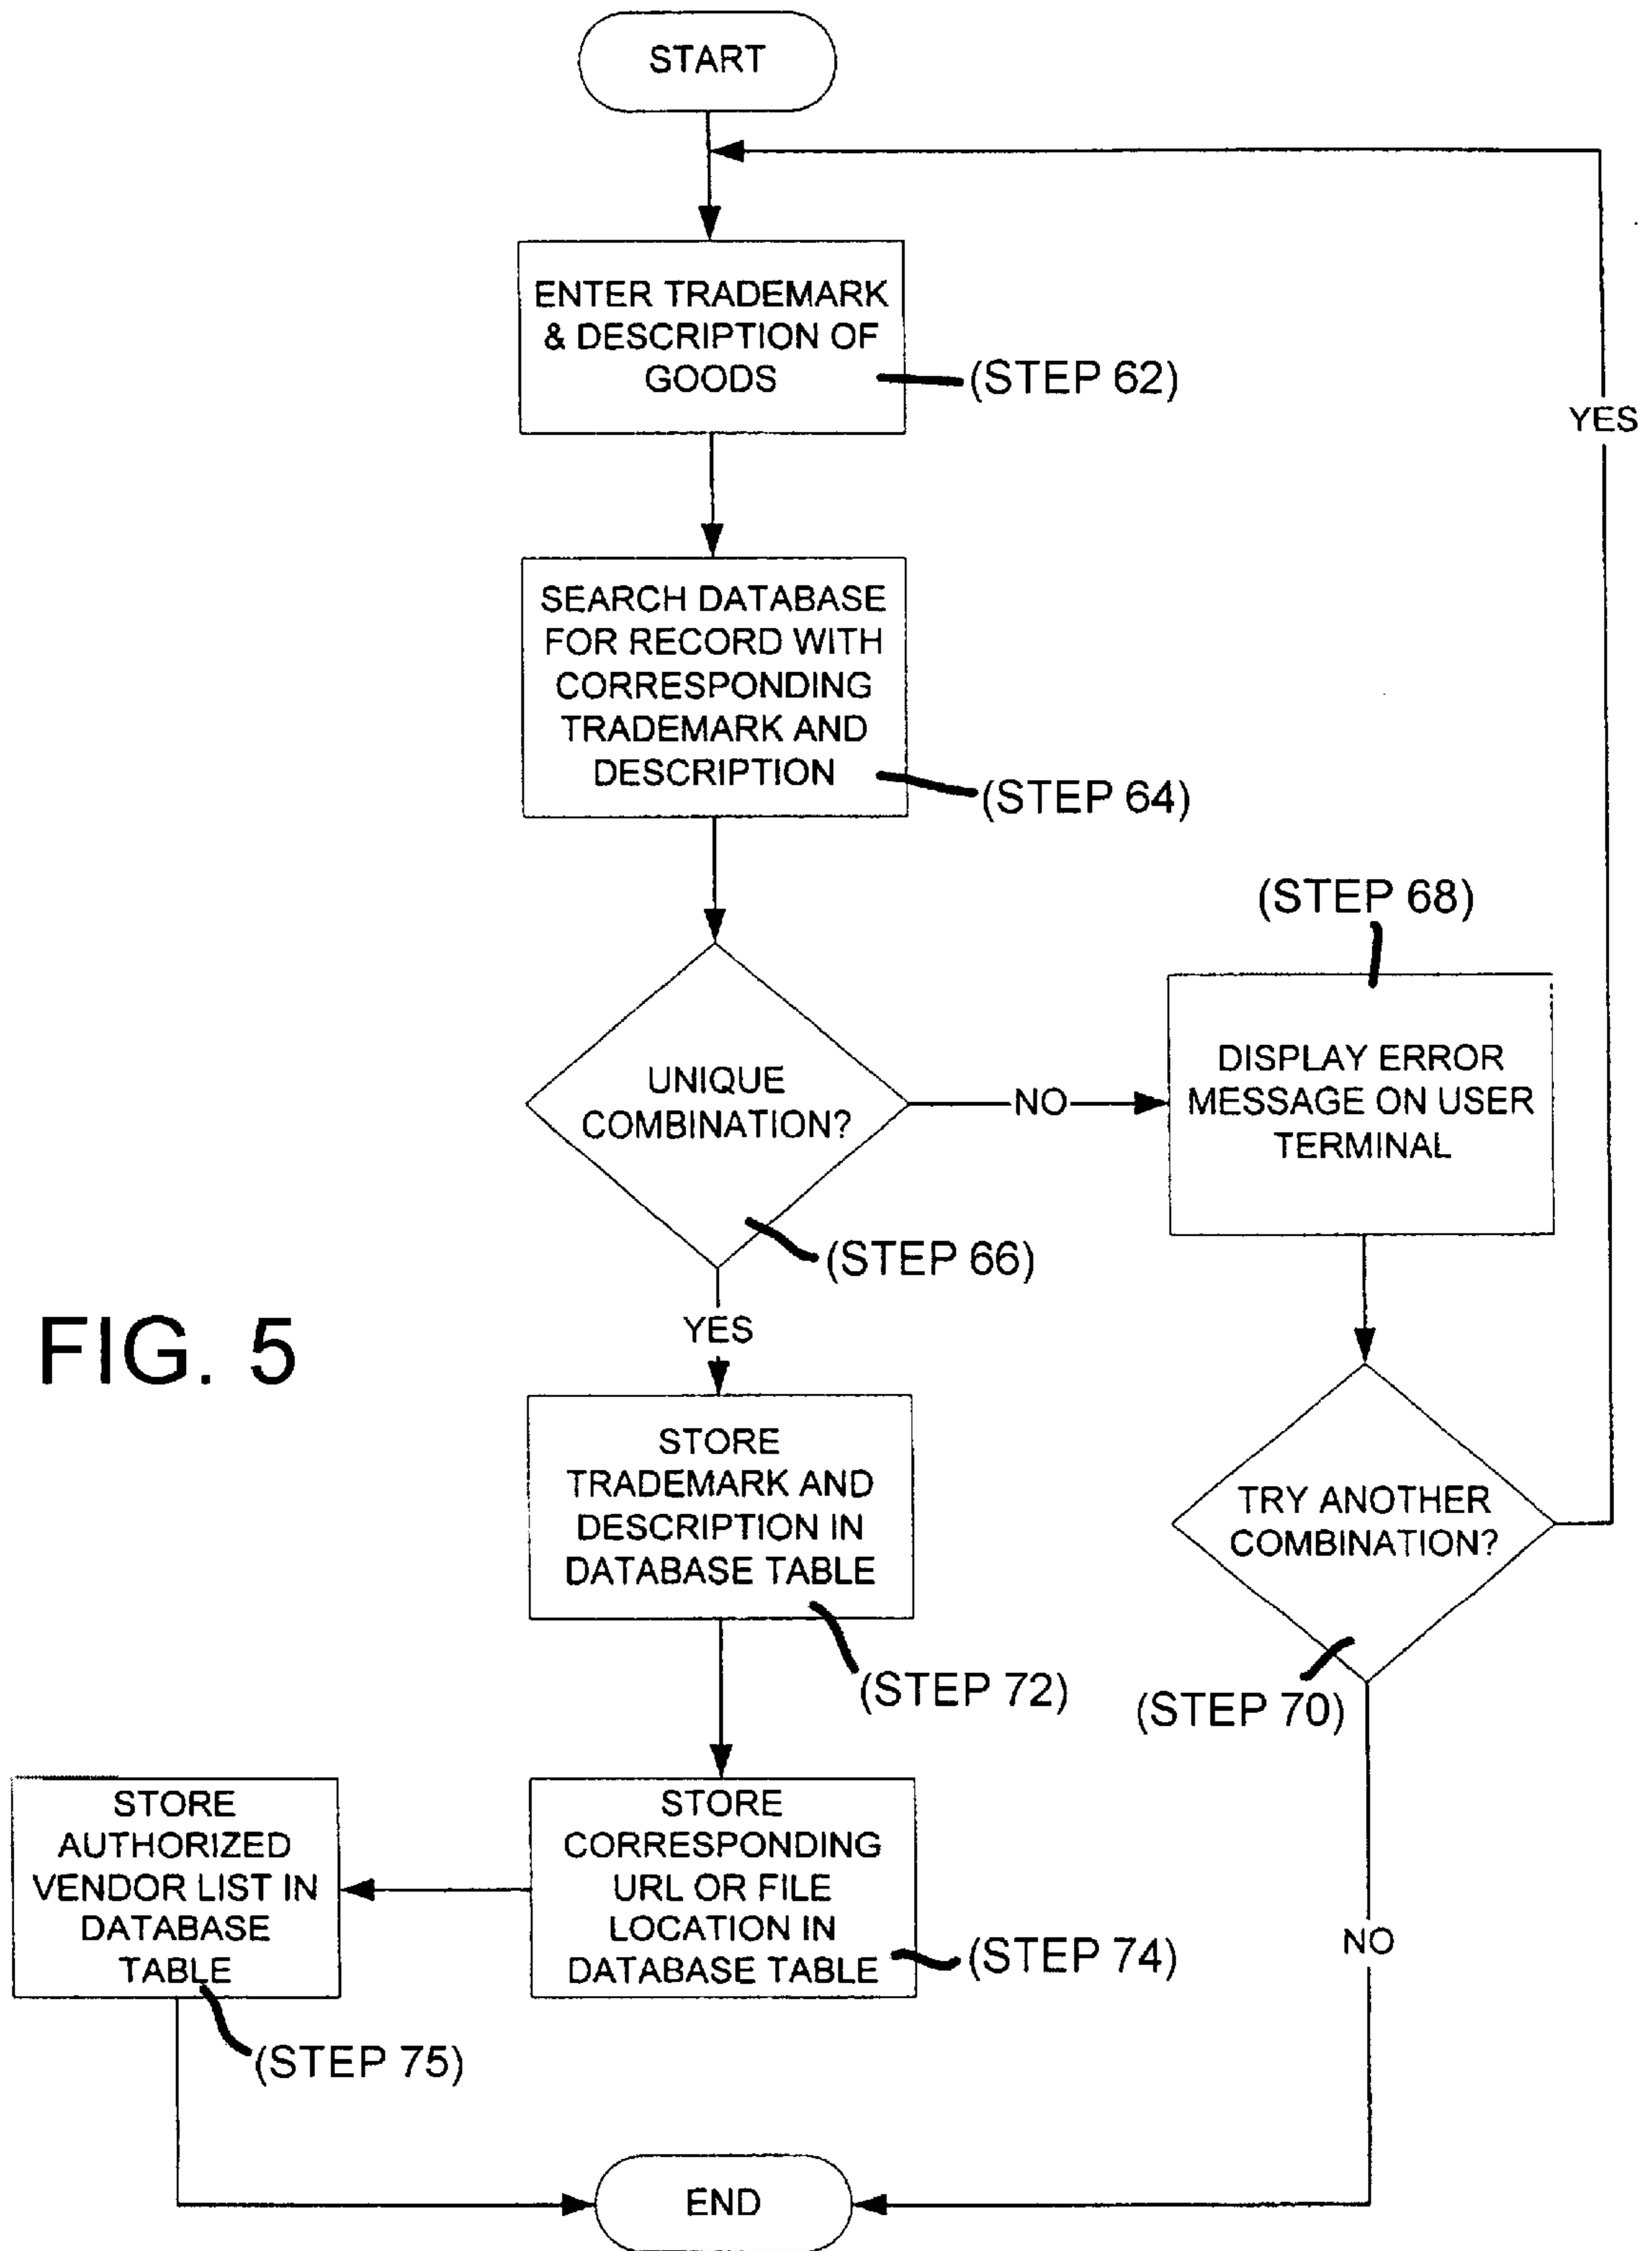 START
ENTER TRADEMARK
& DESCRIPTION OF
GOODS
(STEP 62)
YES
SEARCH DATABASE
FOR RECORD WITH
CORRESPONDING
TRADEMARK AND
DESCRIPTION
(STEP 64)
(STEP 68)
UNIQUE
COMBINATION?
NO
DISPLAY ERROR
MESSAGE ON USER
TERMINAL
(STEP 66)
YES
FIG. 5
STORE
TRADEMARK AND
DESCRIPTION IN
DATABASE TABLE
(STEP 72)
TRY ANOTHER
COMBINATION?
(STEP 70)
STORE
CORRESPONDING
URL OR FILE
LOCATION IN
DATABASE TABLE
(STEP 74)
STORE
AUTHORIZED
VENDOR LIST IN
DATABASE
TABLE
(STEP 75)
NO
END